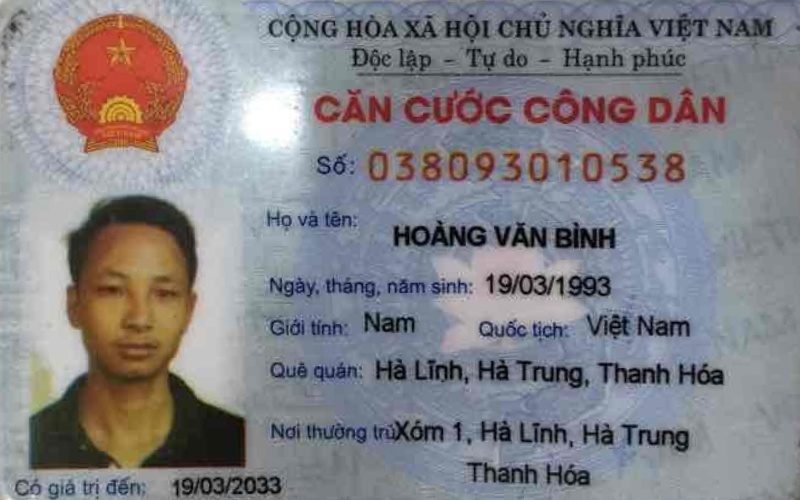 CỘNG HÒA XÃ HỘI CHỦ NGHĨA VIỆT NAM
Độc lập - Tự do - Hạnh phúc
CĂN CƯỚC CÔNG DÂN
Số: 038093010538
Họ và tên: HOÀNG VĂN BÌNH
Ngày, tháng, năm sinh: 19/03/1993
Giới tính: Nam Quốc tịch: Việt Nam
Quê quán: Hà Lĩnh, Hà Trung, Thanh Hóa
Nơi thường trú: Xóm 1, Hà Lĩnh, Hà Trung
Thanh Hóa
Có giá trị đến: 19/03/2033